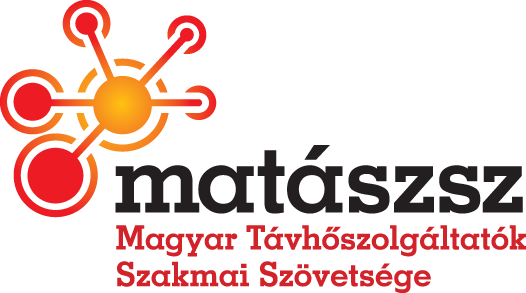 matászsz
Magyar Távhőszolgáltatók
Szakmai Szövetsége